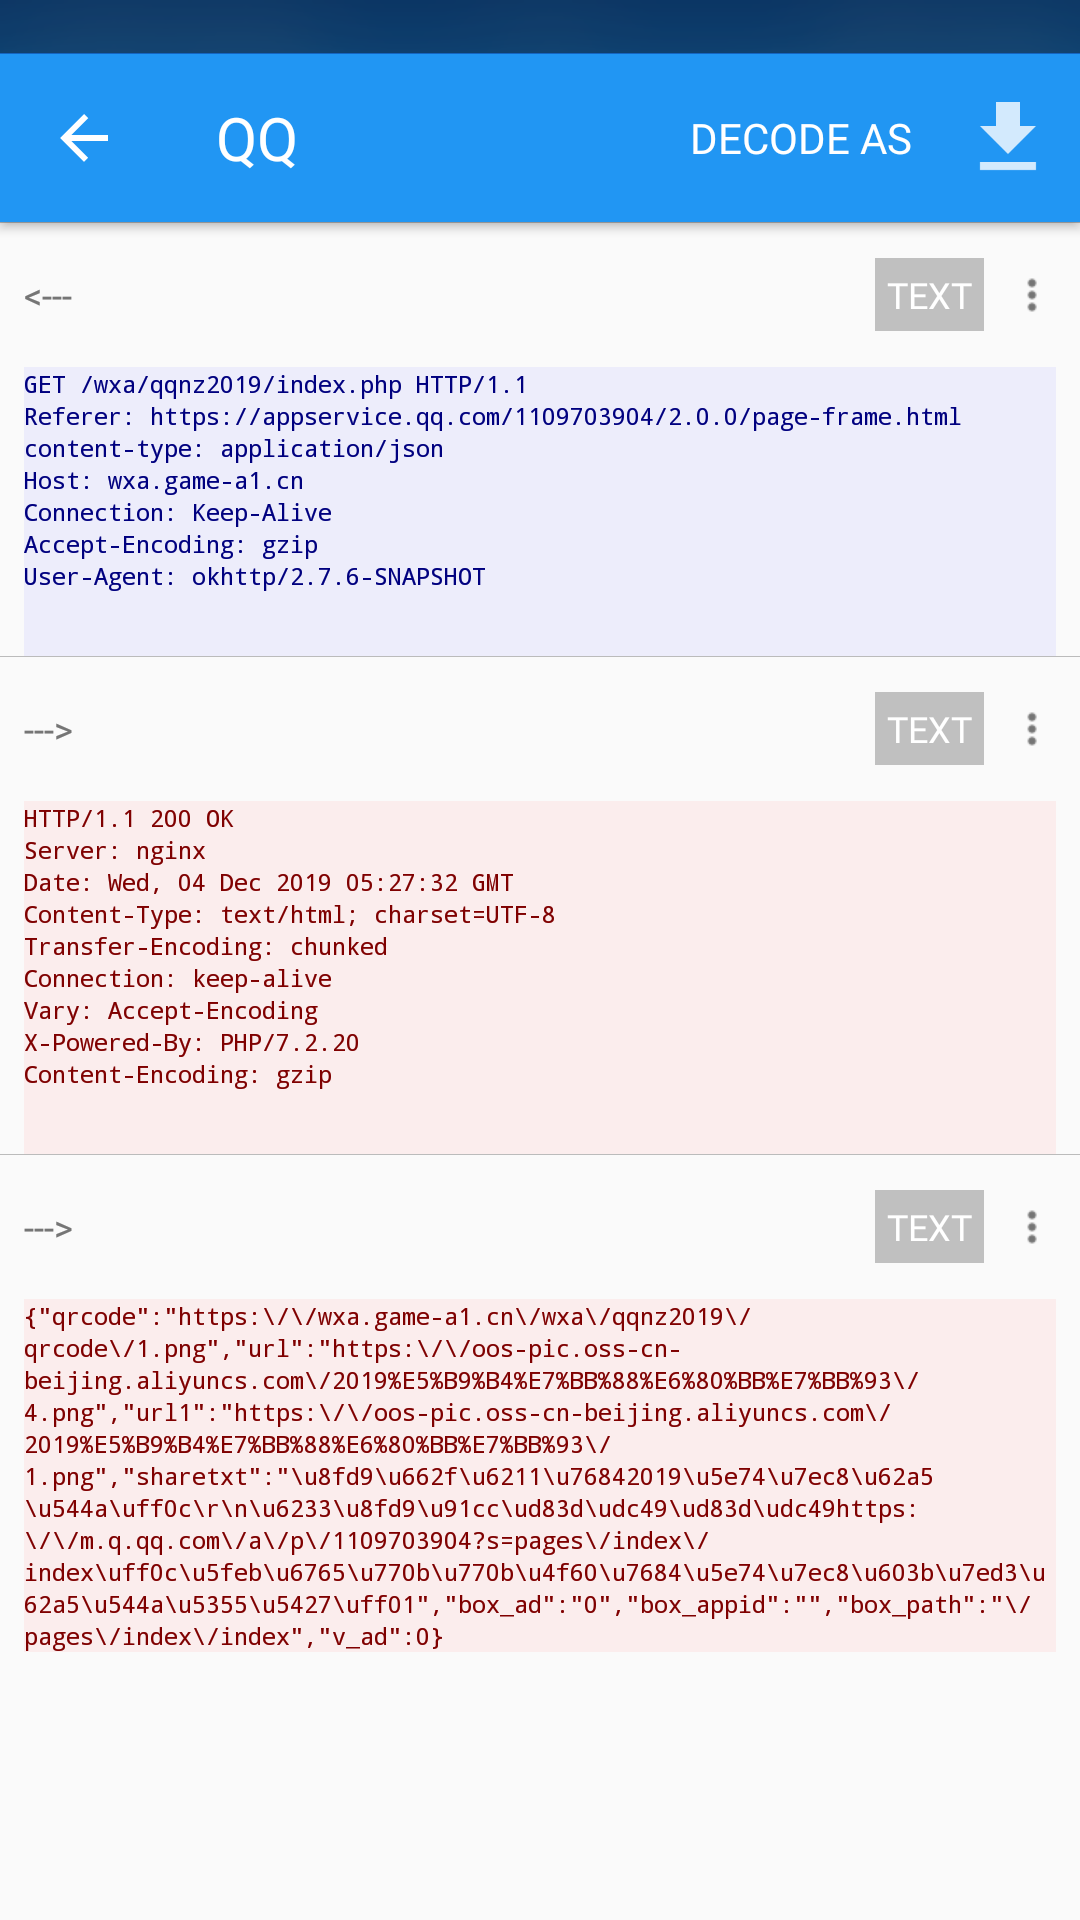 QQ DECODE AS
<--- TEXT
GET /wxa/qqnz2019/index.php HTTP/1.1
Referer: https://appservice.qq.com/1109703904/2.0.0/page-frame.html
content-type: application/json
Host: wxa.game-a1.cn
Connection: Keep-Alive
Accept-Encoding: gzip
User-Agent: okhttp/2.7.6-SNAPSHOT
---> TEXT
HTTP/1.1 200 OK
Server: nginx
Date: Wed, 04 Dec 2019 05:27:32 GMT
Content-Type: text/html; charset=UTF-8
Transfer-Encoding: chunked
Connection: keep-alive
Vary: Accept-Encoding
X-Powered-By: PHP/7.2.20
Content-Encoding: gzip
---> TEXT
{"qrcode":"https:\/\/wxa.game-a1.cn\/wxa\/qqnz2019\/
qrcode\/1.png","url":"https:\/\/oos-pic.oss-cn-
beijing.aliyuncs.com\/2019%E5%B9%B4%E7%BB%88%E6%80%BB%E7%BB%93\/
4.png","url1":"https:\/\/oos-pic.oss-cn-beijing.aliyuncs.com\/
2019%E5%B9%B4%E7%BB%88%E6%80%BB%E7%BB%93\/
1.png","sharetxt":"\u8fd9\u662f\u6211\u76842019\u5e74\u7ec8\u62a5
\u544a\uff0c\r\n\u6233\u8fd9\u91cc\ud83d\udc49\ud83d\udc49https:
\/\/m.q.qq.com\/a\/p\/1109703904?s=pages\/index\/
index\uff0c\u5feb\u6765\u770b\u770b\u4f60\u7684\u5e74\u7ec8\u603b\u7ed3\u
62a5\u544a\u5355\u5427\uff01","box_ad":"0","box_appid":"","box_path":"\/
pages\/index\/index","v_ad":0}